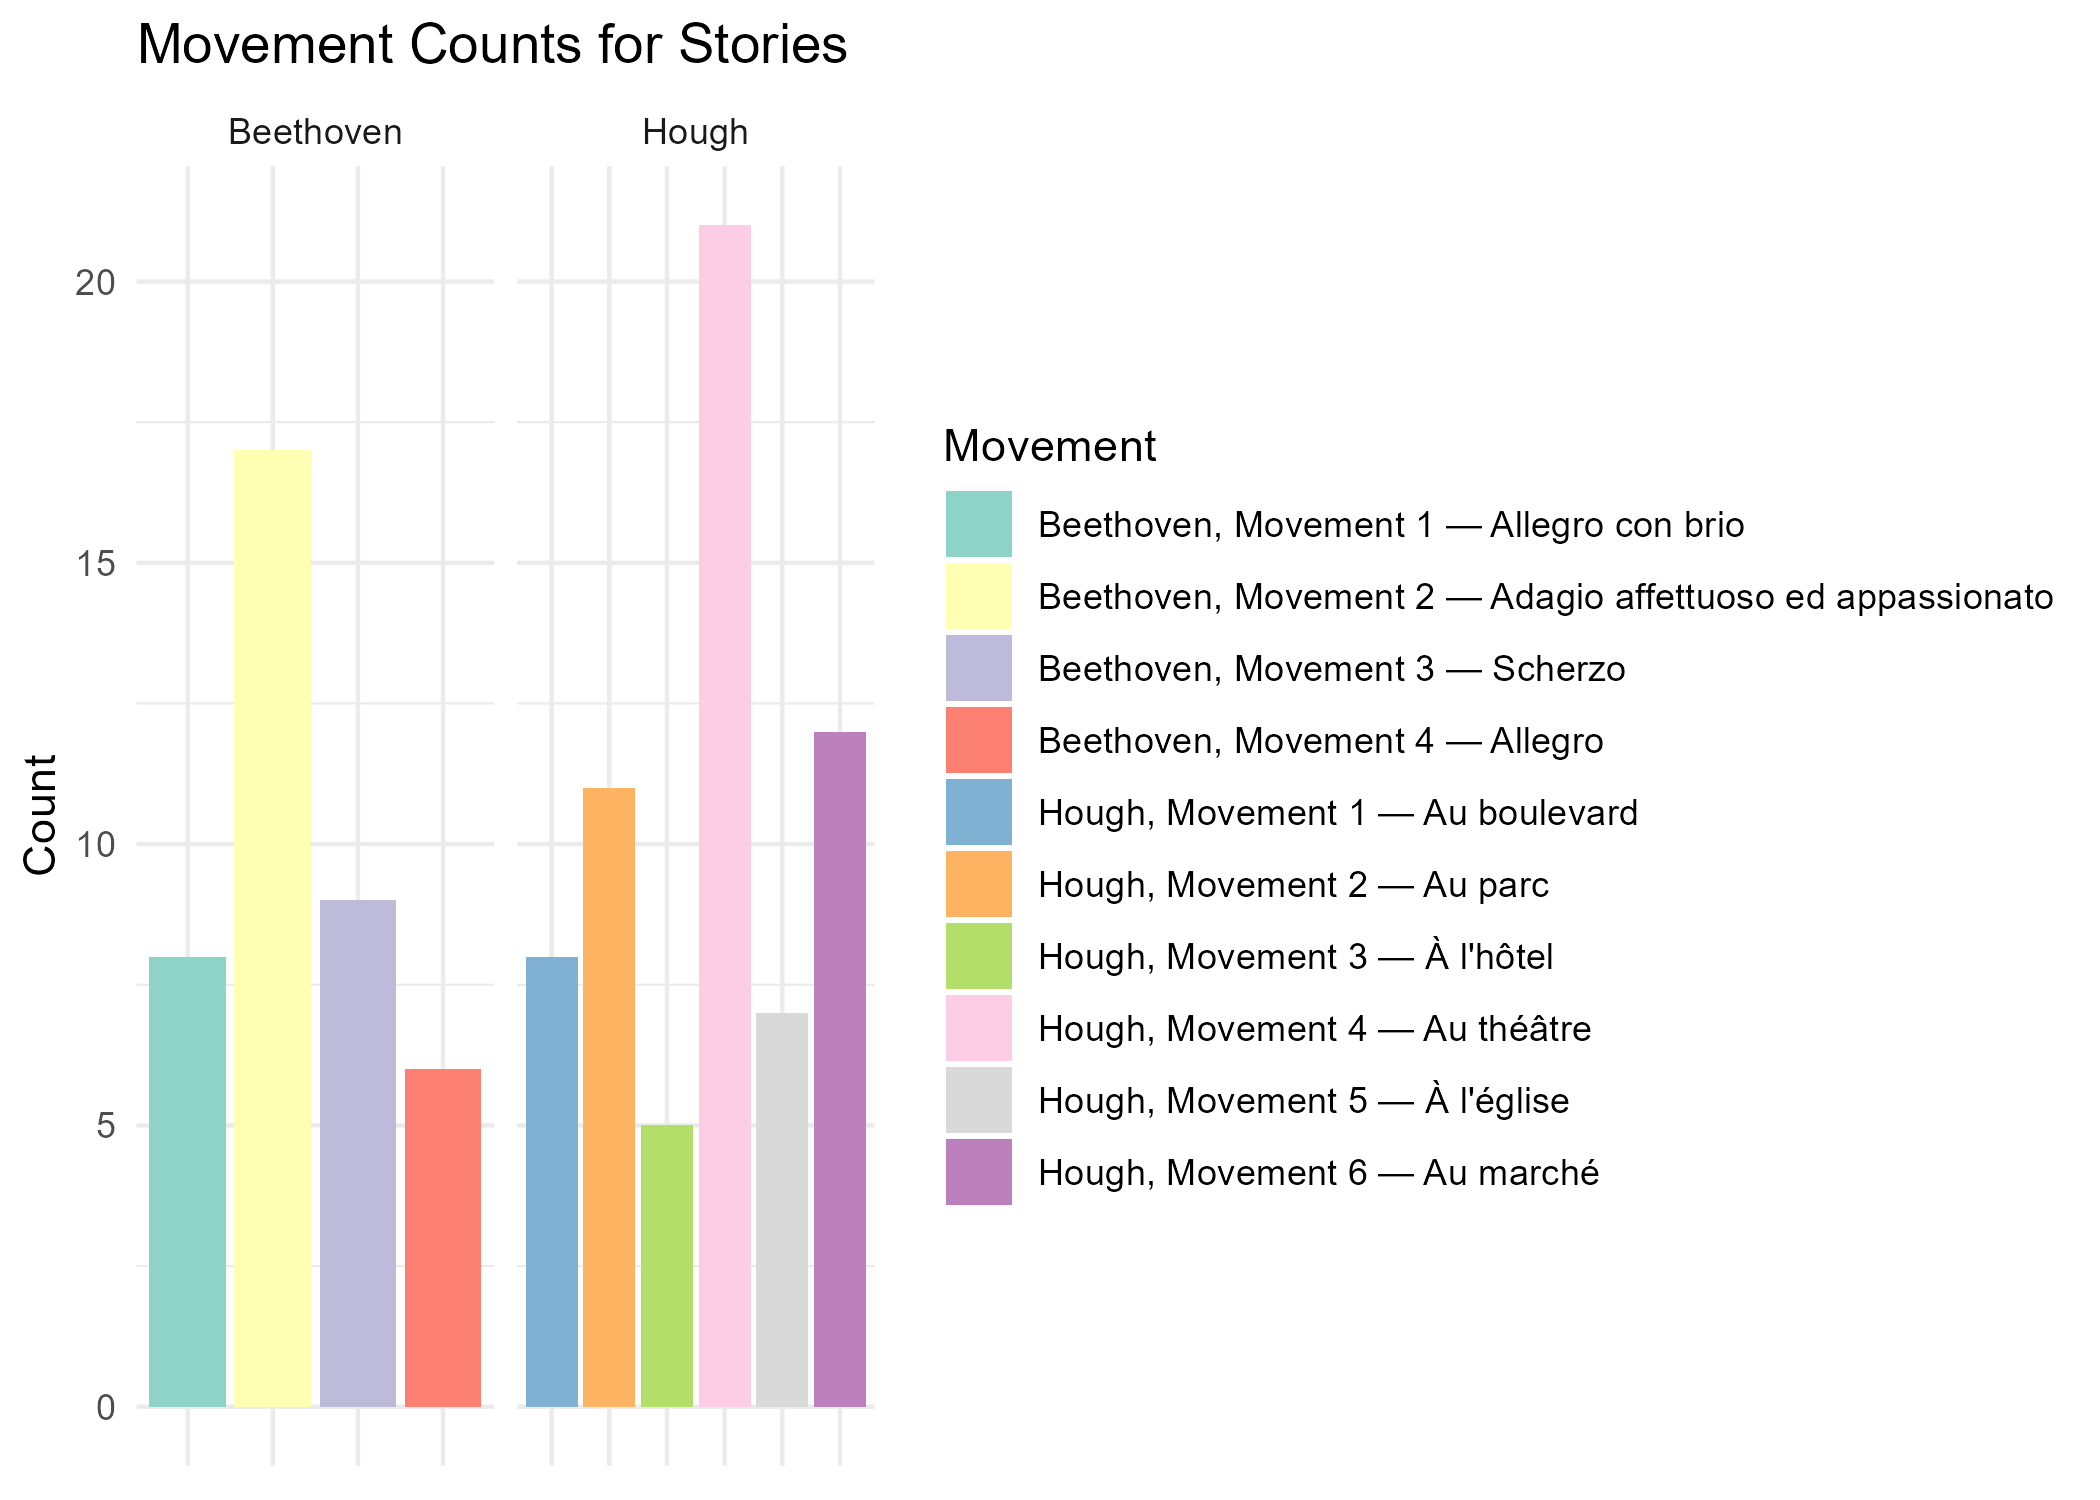 Movement Counts for Stories
Beethoven
Hough
Count
20
15
10
5
0
Movement
Beethoven, Movement 1 — Allegro con brio
Beethoven, Movement 2 — Adagio affettuoso ed appassionato
Beethoven, Movement 3 — Scherzo
Beethoven, Movement 4 — Allegro
Hough, Movement 1 — Au boulevard
Hough, Movement 2 — Au parc
Hough, Movement 3 — À l'hôtel
Hough, Movement 4 — Au théâtre
Hough, Movement 5 — À l'église
Hough, Movement 6 — Au marché